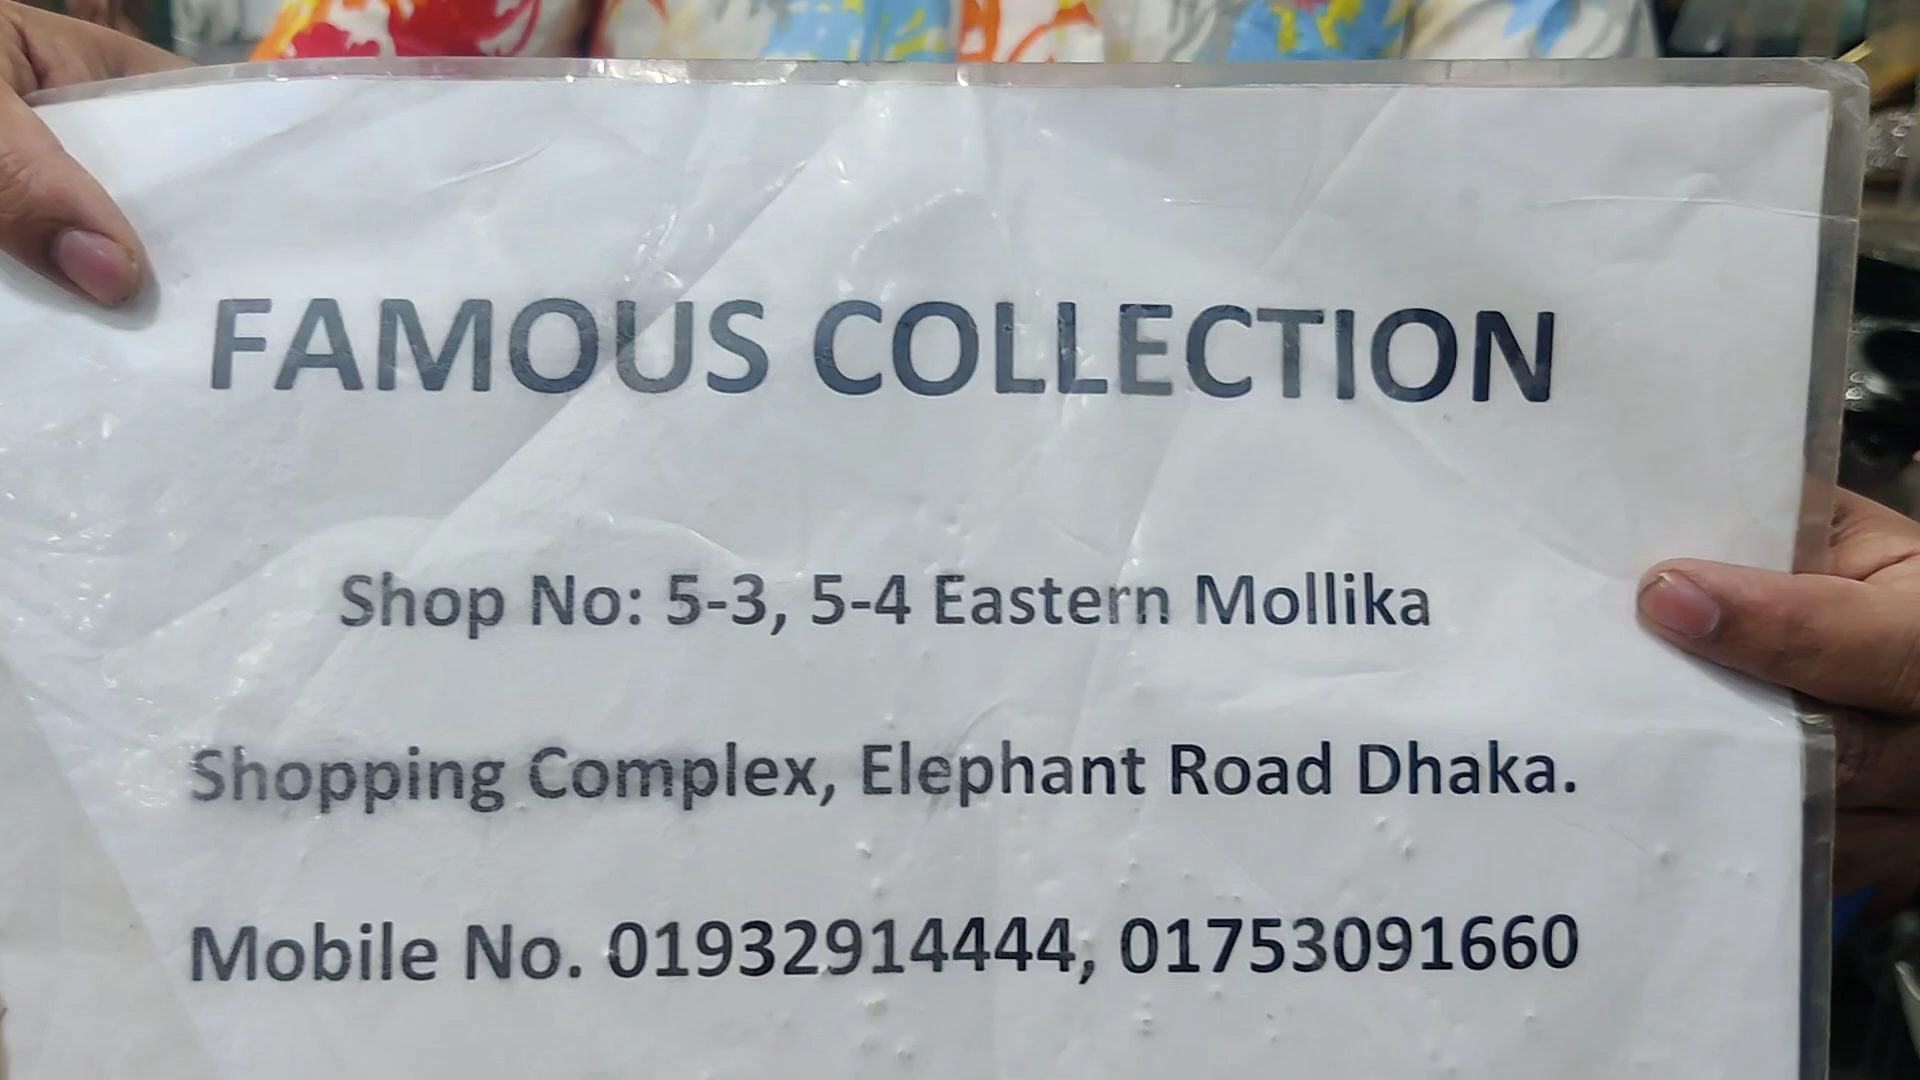 FAMOUS COLLECTION
Shop No: 5-3, 5-4 Eastern Mollika
Shopping Complex, Elephant Road Dhaka.
Mobile No. 01932914444, 01753091660